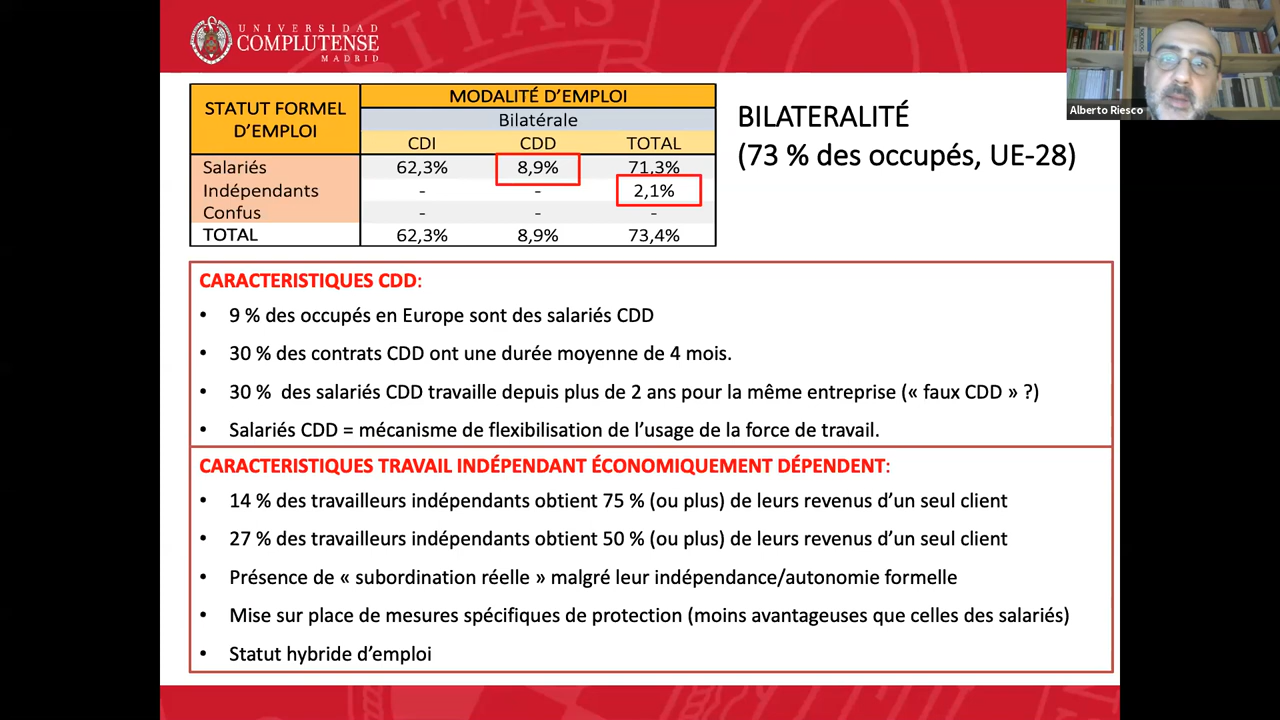 UNIVERSIDAD
COMPLUTENSE
MADRID
Alberto Riesco
STATUT FORMEL D'EMPLOI
MODALITÉ D'EMPLOI
Bilatérale
CDI CDD TOTAL
Salariés 62,3% 8,9% 71,3%
Indépendants - - 2,1%
Confus - - -
TOTAL 62,3% 8,9% 73,4%
BILATERALITÉ
(73 % des occupés, UE-28)
CARACTERISTIQUES CDD:
• 9 % des occupés en Europe sont des salariés CDD
• 30 % des contrats CDD ont une durée moyenne de 4 mois.
• 30 % des salariés CDD travaille depuis plus de 2 ans pour la même entreprise (« faux CDD » ?)
• Salariés CDD = mécanisme de flexibilisation de l'usage de la force de travail.
CARACTERISTIQUES TRAVAIL INDÉPENDANT ÉCONOMIQUEMENT DÉPENDENT:
• 14 % des travailleurs indépendants obtient 75 % (ou plus) de leurs revenus d'un seul client
• 27 % des travailleurs indépendants obtient 50 % (ou plus) de leurs revenus d'un seul client
• Présence de « subordination réelle » malgré leur indépendance/autonomie formelle
• Mise sur place de mesures spécifiques de protection (moins avantageuses que celles des salariés)
• Statut hybride d'emploi